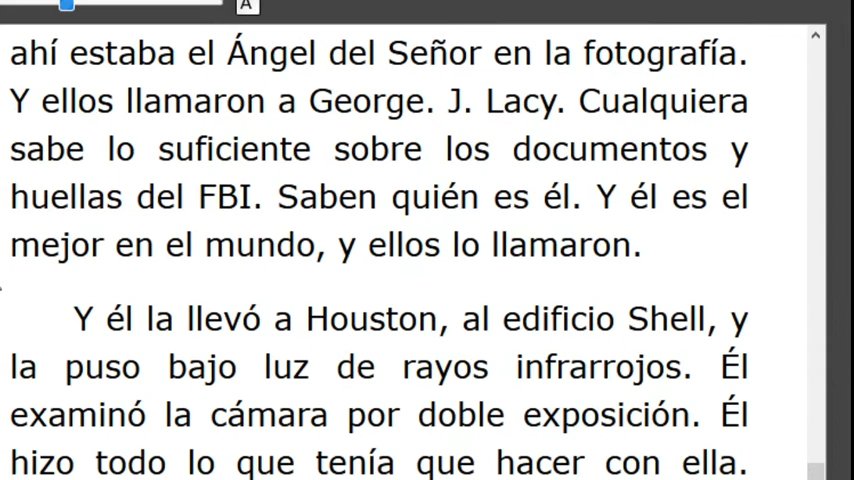 A
ahí estaba el Ángel del Señor en la fotografía.
Y ellos llamaron a George. J. Lacy. Cualquiera
sabe lo suficiente sobre los documentos y
huellas del FBI. Saben quién es él. Y él es el
mejor en el mundo, y ellos lo llamaron.
Y él la llevó a Houston, al edificio Shell, y
la puso bajo luz de rayos infrarrojos. Él
examinó la cámara por doble exposición. Él
hizo todo lo que tenía que hacer con ella.